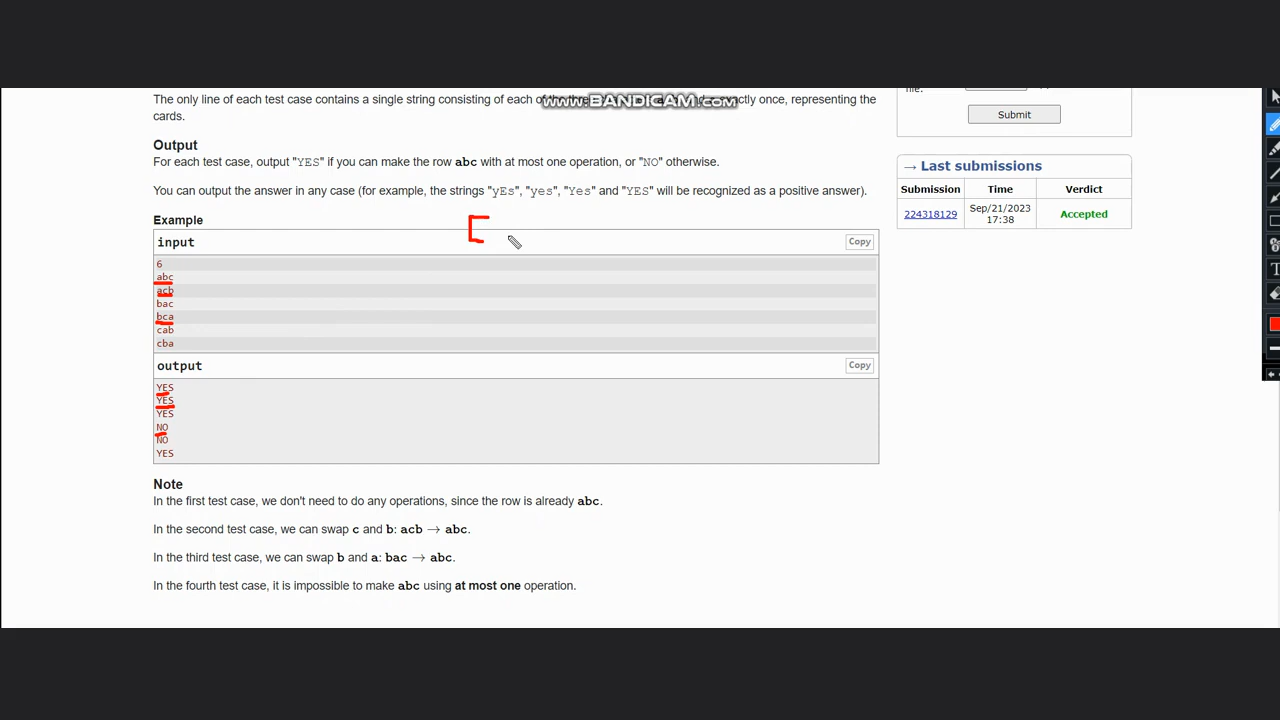 The only line of each test case contains a single string consisting of each of the exactly once, representing the
cards.
file:
Submit
www.BANDICAM.com
Output
For each test case, output "YES" if you can make the row abc with at most one operation, or "NO" otherwise.
You can output the answer in any case (for example, the strings "yEs", "yes", "Yes" and "YES" will be recognized as a positive answer).
→ Last submissions
Submission Time Verdict
224318129 Sep/21/2023 17:38 Accepted
Example
input Copy
6
abc
acb
bac
bca
cab
cba
output Copy
YES
YES
YES
NO
NO
YES
Note
In the first test case, we don't need to do any operations, since the row is already abc.
In the second test case, we can swap c and b: acb → abc.
In the third test case, we can swap b and a: bac → abc.
In the fourth test case, it is impossible to make abc using at most one operation.